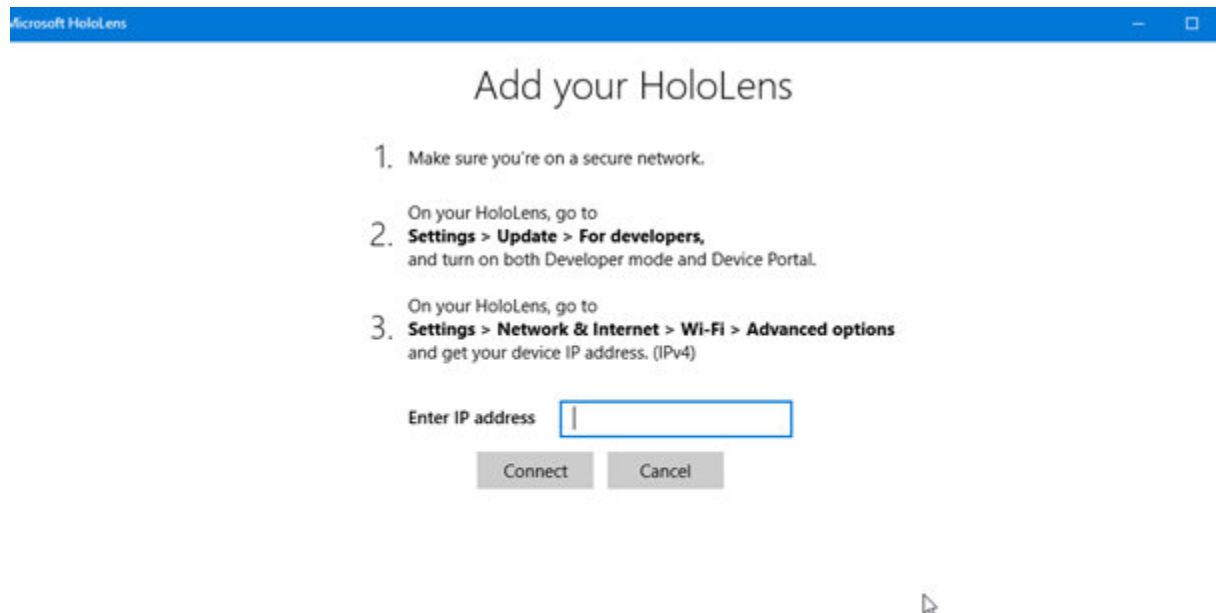 Microsoft HoloLens
Add your HoloLens
1. Make sure you're on a secure network.
On your HoloLens, go to
2. Settings > Update > For developers,
and turn on both Developer mode and Device Portal.
On your HoloLens, go to
3. Settings > Network & Internet > Wi-Fi > Advanced options
and get your device IP address. (IPv4)
Enter IP address
Connect Cancel